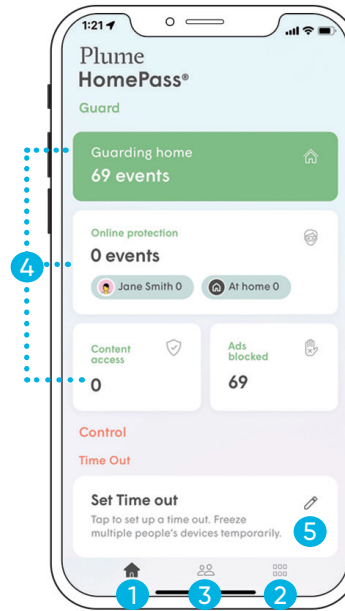 1:21
Plume
HomePass®
Guard
Guarding home
69 events
4
Online protection
0 events
Jane Smith 0
At home 0
Content
access
0
Ads
blocked
69
Control
Time Out
Set Time out
Tap to set up a time out. Freeze
multiple people's devices temporarily.
5
1
3
2